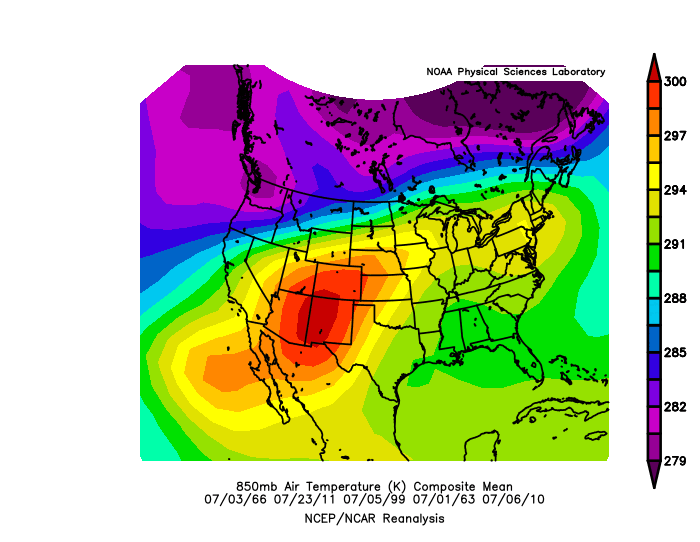 NOAA Physical Sciences Laboratory
300
297
294
291
288
285
282
279
850mb Air Temperature (K) Composite Mean
07/03/66 07/23/11 07/05/99 07/01/63 07/06/10
NCEP/NCAR Reanalysis